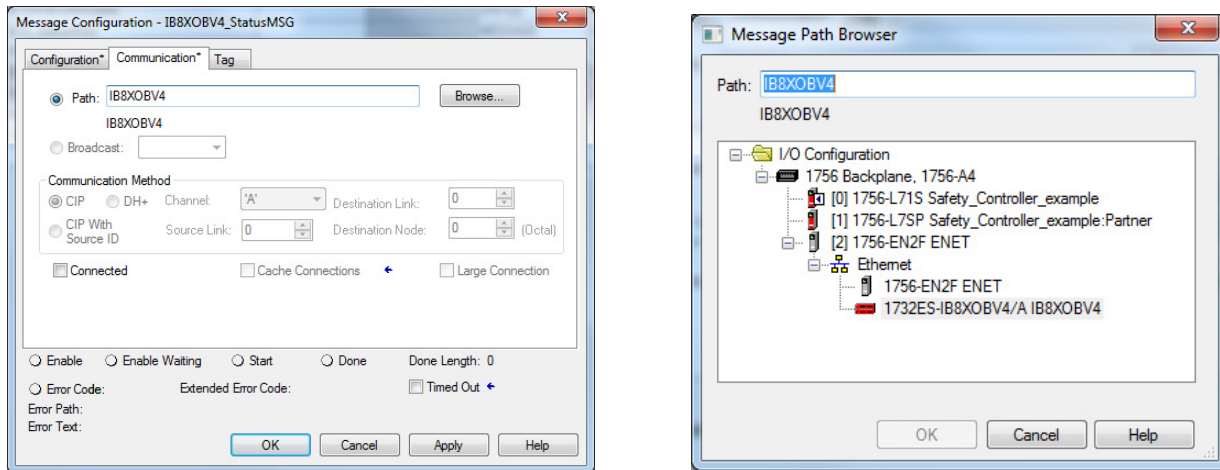 Message Configuration - IB8XOBV4_StatusMSG
Configuration* Communication* Tag
Path: IB8XOBV4 Browse...
IB8XOBV4
Broadcast:
Communication Method
CIP DH+ Channel: 'A' Destination Link: 0
CIP With Source ID Source Link: 0 Destination Node: 0 (Octal)
Connected Cache Connections Large Connection
Enable Enable Waiting Start Done Done Length: 0
Error Code: Extended Error Code: Timed Out
Error Path:
Error Text:
OK Cancel Apply Help
Message Path Browser
Path: IB8XOBV4
IB8XOBV4
I/O Configuration
1756 Backplane, 1756-A4
[0] 1756-L71S Safety_Controller_example
[1] 1756-L7SP Safety_Controller_example:Partner
[2] 1756-EN2F ENET
Ethernet
1756-EN2F ENET
1732ES-IB8XOBV4/A IB8XOBV4
OK Cancel Help